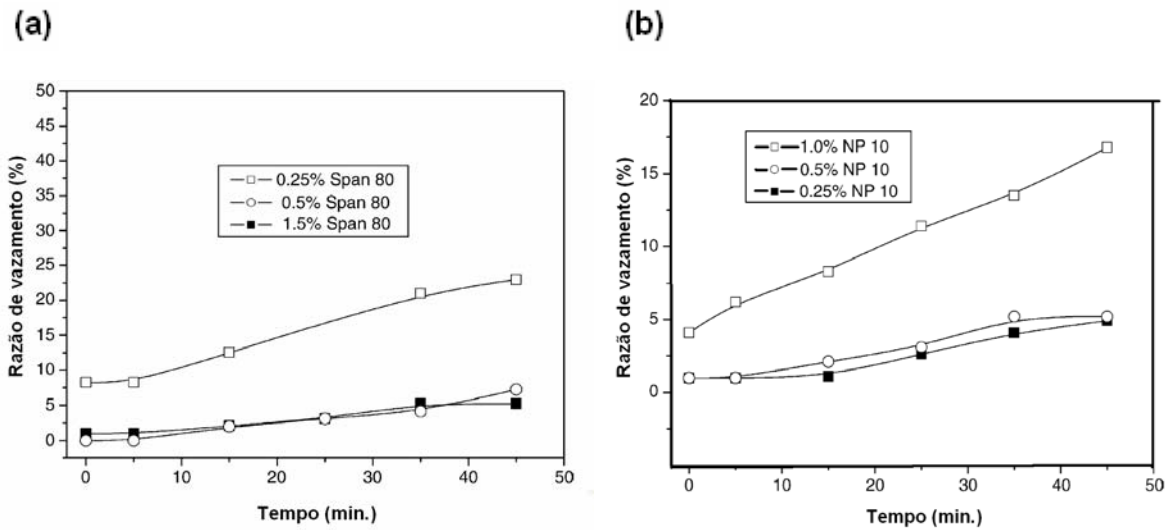 (a)
50
45
40
35
30
25
20
15
10
5
0
Razão de vazamento (%)
0.25% Span 80
0.5% Span 80
1.5% Span 80
0 10 20 30 40 50
Tempo (min.)
(b)
20
15
10
5
0
Razão de vazamento (%)
1.0% NP 10
0.5% NP 10
0.25% NP 10
0 10 20 30 40 50
Tempo (min.)